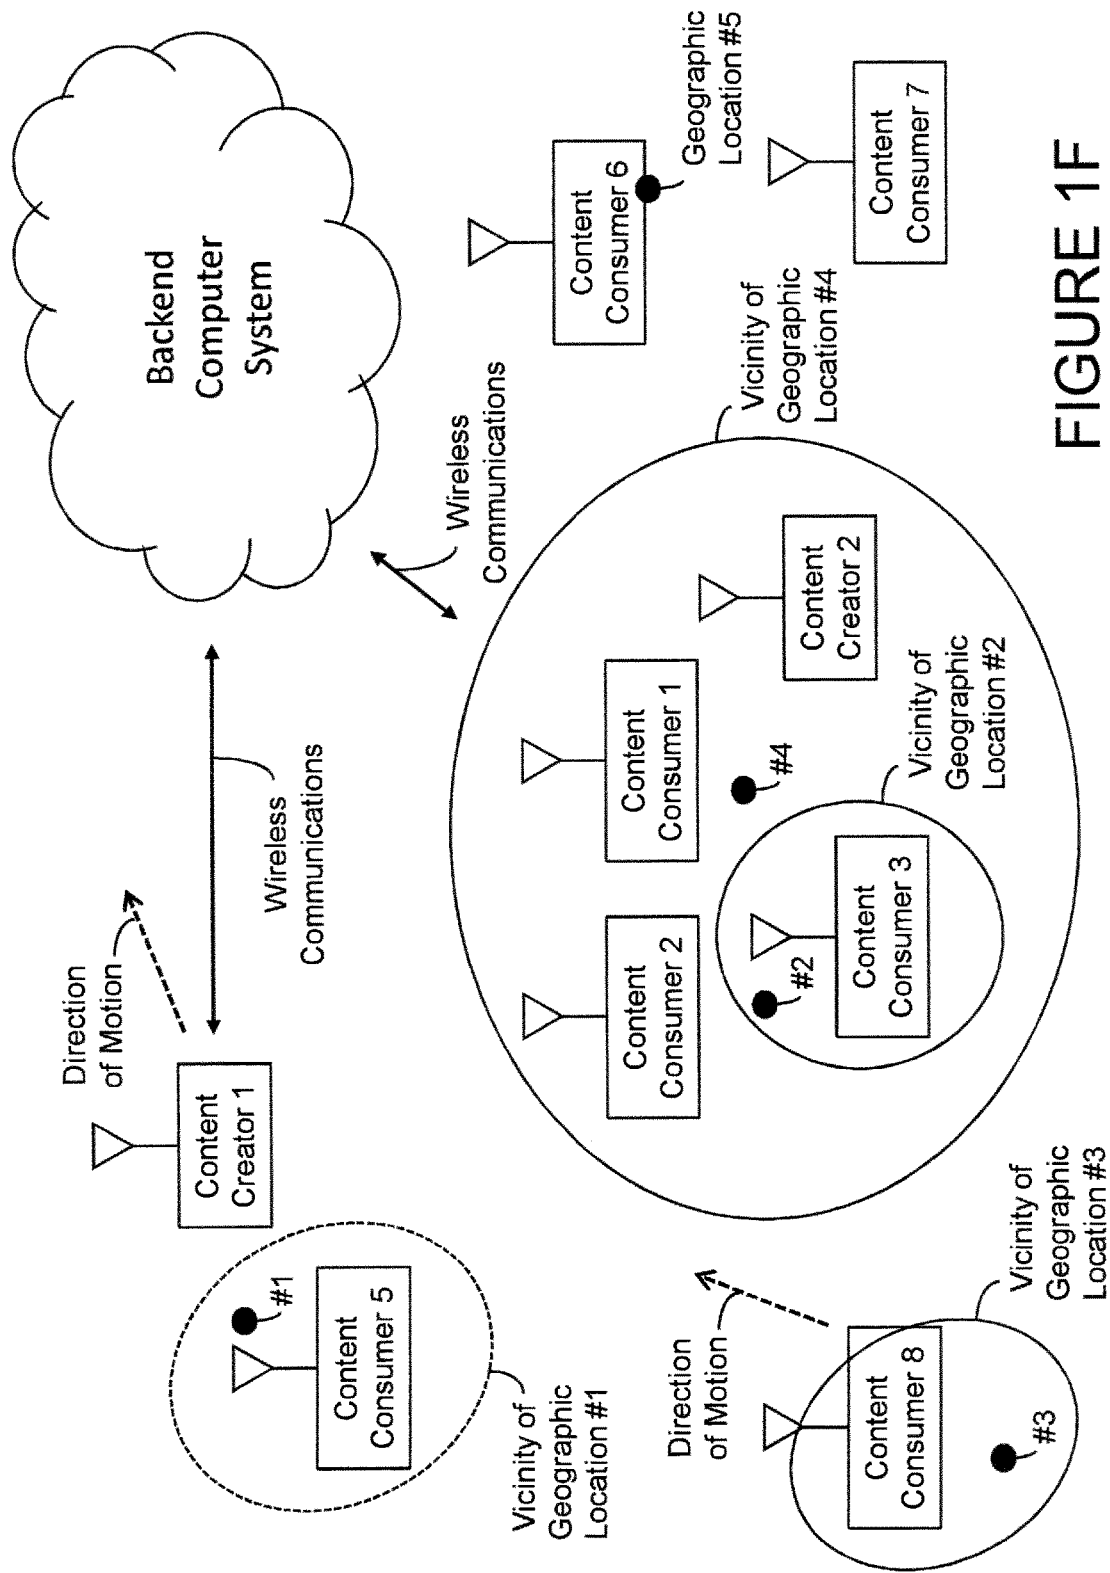 Direction
of Motion
Content
Creator 1
Wireless
Communications
Backend
Computer
System
#1
Content
Consumer 5
Vicinity of
Geographic
Location #1
Wireless
Communications
Content
Consumer 2
Content
Consumer 1
Content
Consumer 6
Geographic
Location #5
Direction
of Motion
#2
Content
Consumer 3
#4
Content
Creator 2
Vicinity of
Geographic
Location #4
Content
Consumer 7
Content
Consumer 8
#3
Vicinity of
Geographic
Location #3
Vicinity of
Geographic
Location #2
FIGURE 1F